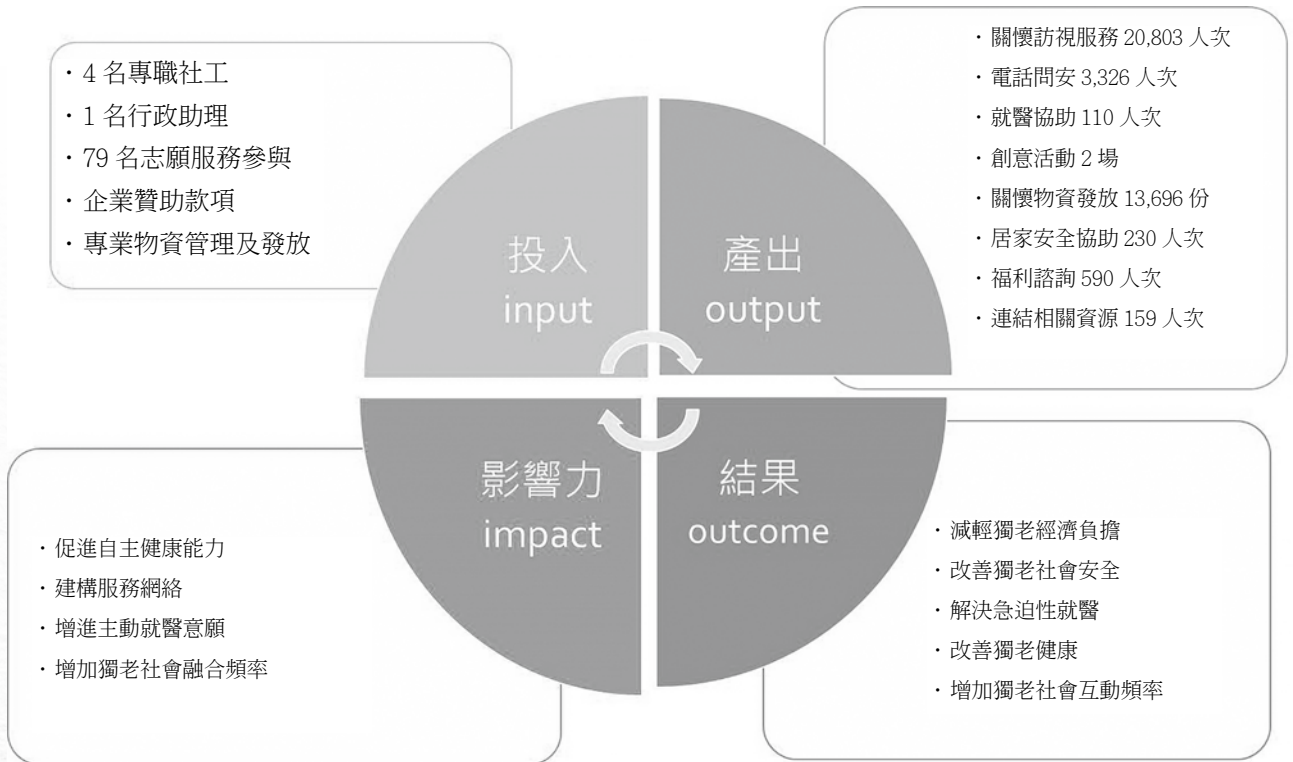 ・4 名專職社工
・1 名行政助理
・79 名志願服務參與
・企業贊助款項
・專業物資管理及發放
投入
input
・關懷訪視服務 20,803 人次
・電話問安 3,326 人次
・就醫協助 110 人次
・創意活動 2 場
・關懷物資發放 13,696 份
・居家安全協助 230 人次
・福利諮詢 590 人次
・連結相關資源 159 人次
產出
output
影響力
impact
・促進自主健康能力
・建構服務網絡
・增進主動就醫意願
・增加獨老社會融合頻率
結果
outcome
・減輕獨老經濟負擔
・改善獨老社會安全
・解決急迫性就醫
・改善獨老健康
・增加獨老社會互動頻率